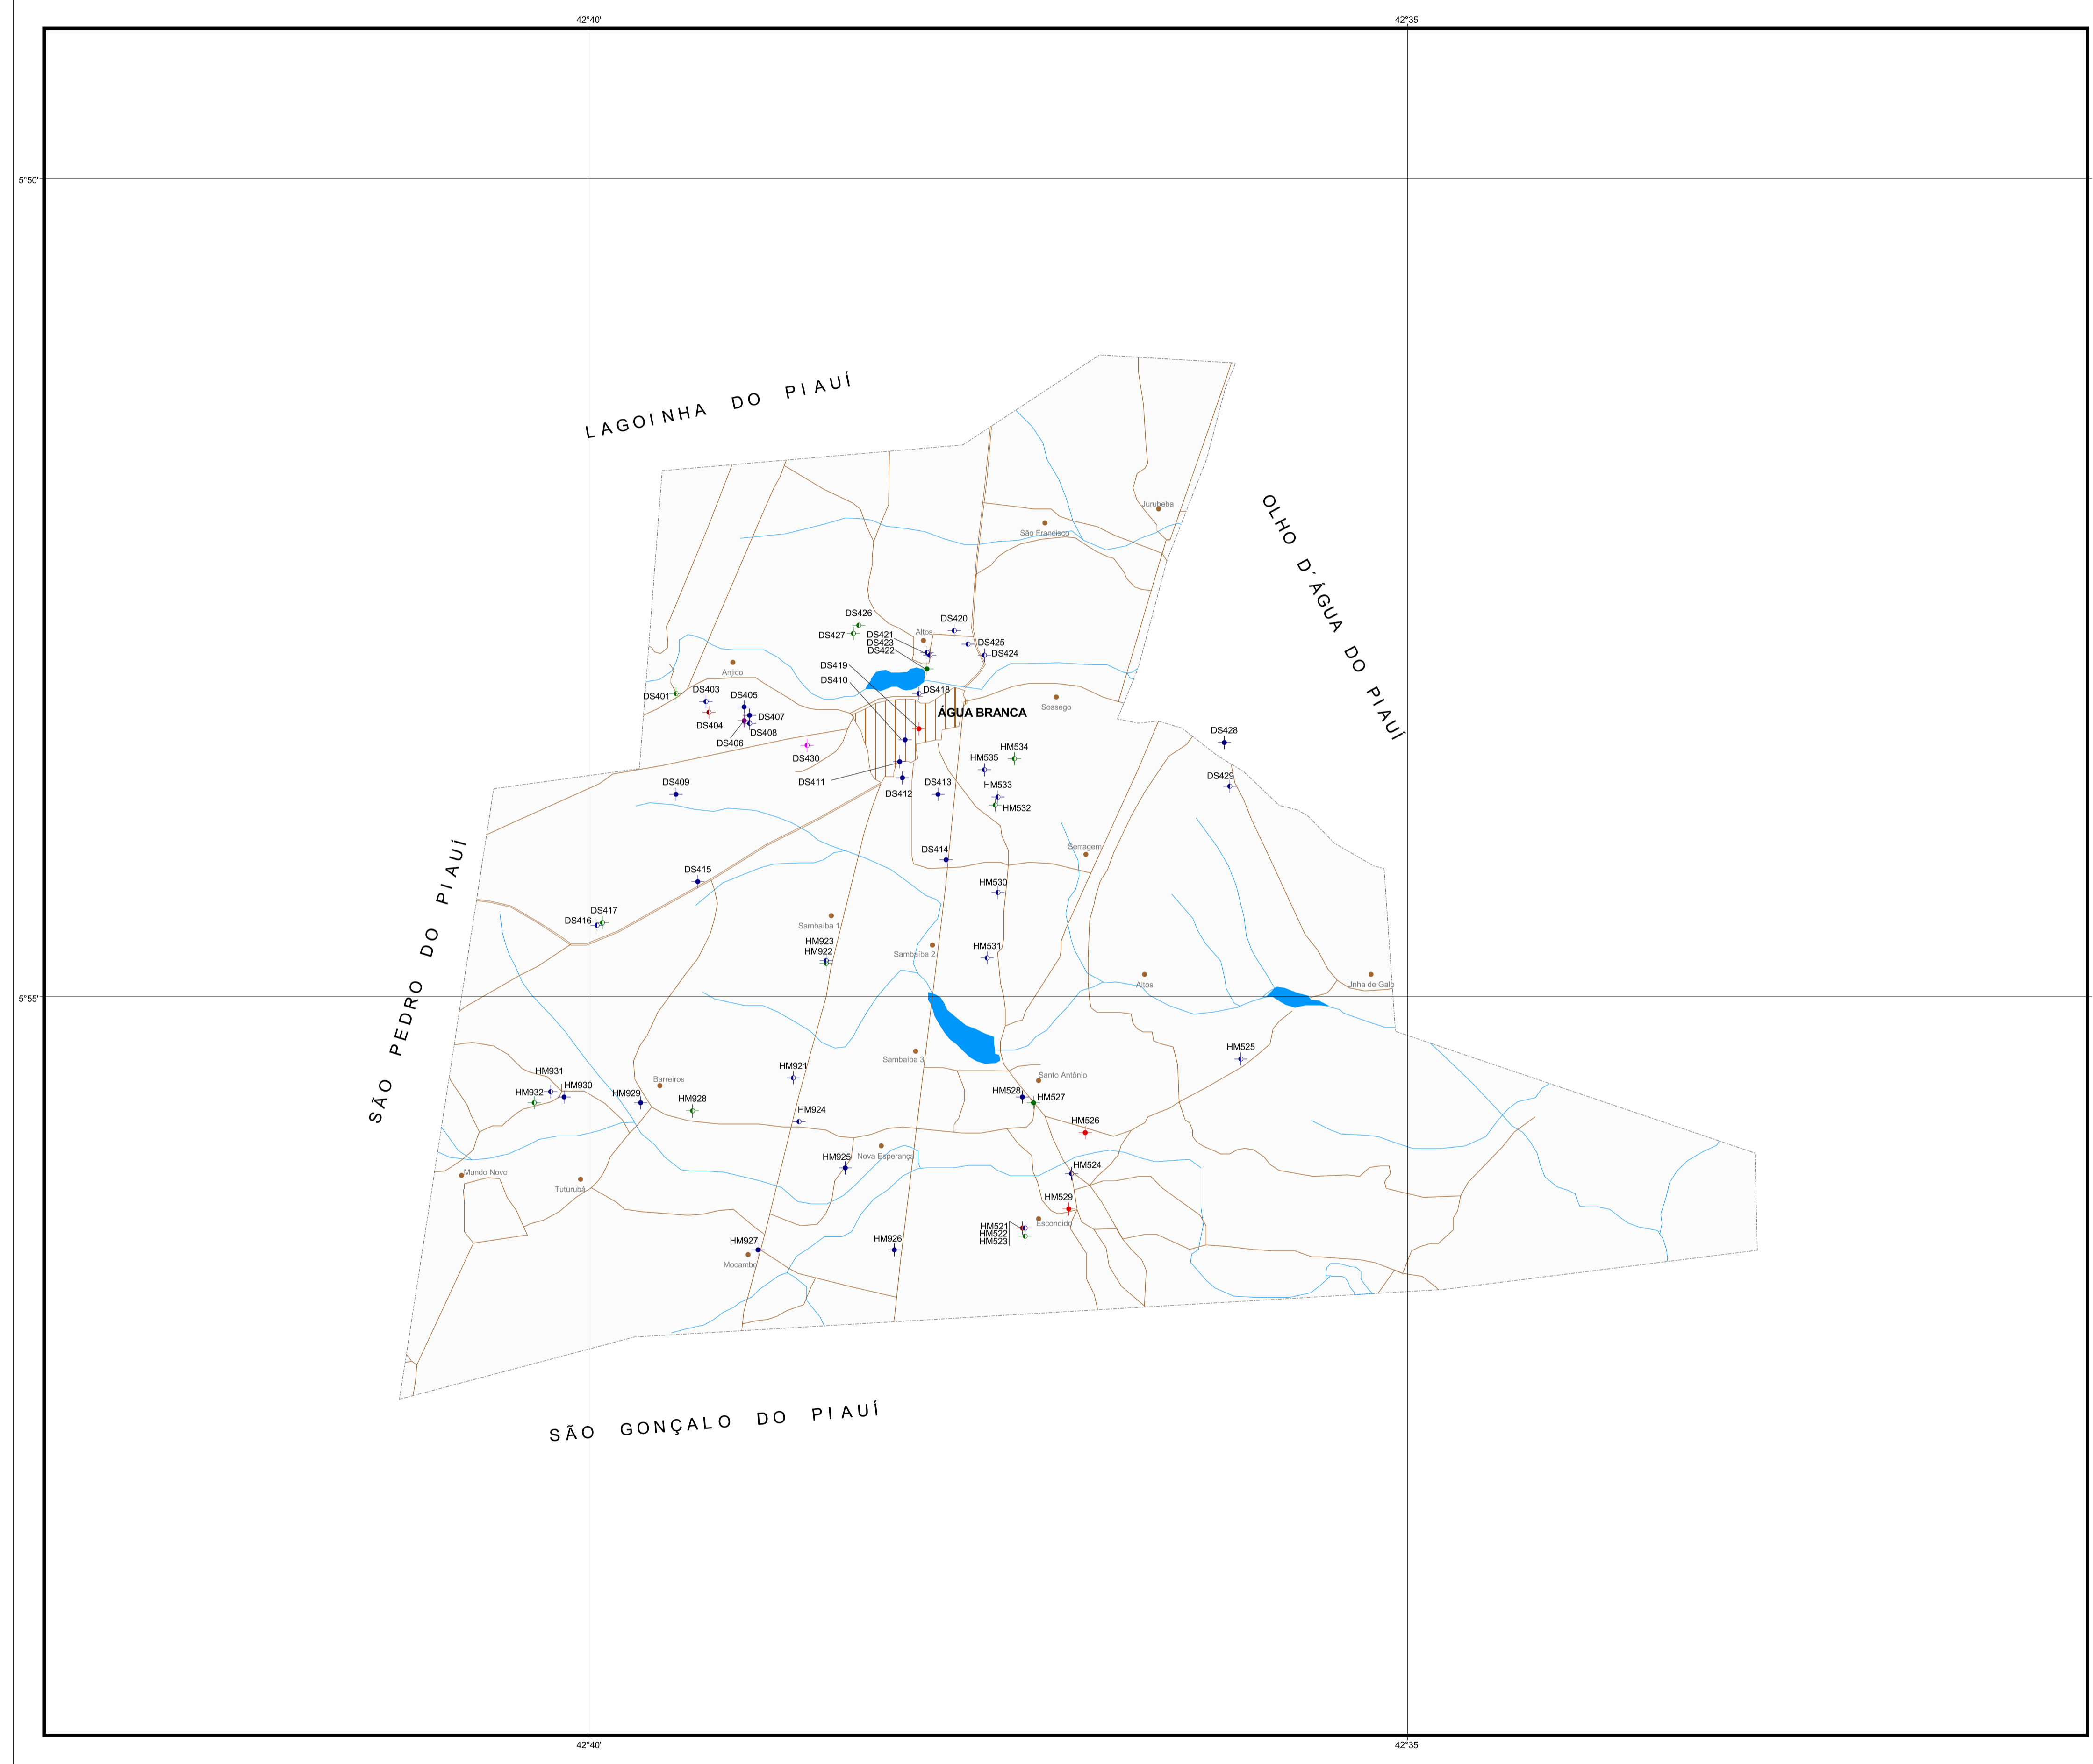 42°40'
42°35'
5°50'
LAGOINHA DO PIAUÍ
OLHO D´ÁGUA DO PIAUÍ
Jurubeba
São Francisco
DS426
DS420
DS427
DS421
Altos
DS423
DS425
DS422
DS424
Anjico
DS419
DS410
DS401
DS403
DS405
DS418
Sossego
ÁGUA BRANCA
DS407
DS404
DS408
DS406
DS428
DS430
HM534
HM535
DS429
DS411
DS409
DS412
DS413
HM533
HM532
DS414
Serragem
SÃO PEDRO DO PIAUÍ
DS415
HM530
DS417
DS416
Sambaíba 1
HM923
HM922
Sambaíba 2
HM531
Altos
Unha de Galo
5°55'
Sambaíba 3
HM525
HM931
HM930
HM932
HM929
Barreiros
HM928
HM921
HM924
Santo Antônio
HM528
HM527
HM526
Nova Esperança
HM925
Mundo Novo
Tuturubá
HM524
HM529
HM521
HM522
HM523
Escondido
HM927
HM926
Mocambo
SÃO GONÇALO DO PIAUÍ
42°40'
42°35'